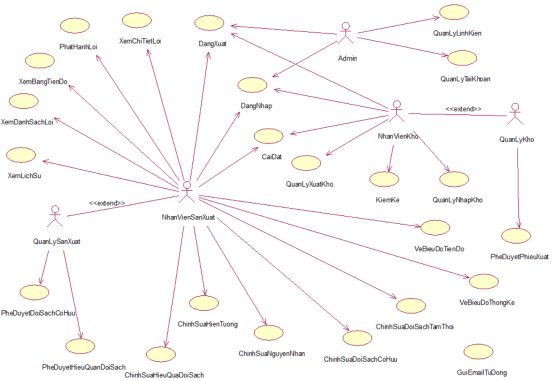 XemChiTietLoi
DangXuat
QuanLyLinhKien
PhatHanhLoi
Admin
QuanLyTaiKhoan
XemBangTienDo
DangNhap
XemDanhSachLoi
<<extend>>
NhanVienKho
QuanLyKho
CaiDat
XemLichSu
QuanLyXuatKho
KiemKe
QuanLyNhapKho
<<extend>>
NhanVienSanXuat
QuanLySanXuat
VeBieuDoTienDo
PheDuyetPhieuXuat
PheDuyetDoiSachCoHuu
VeBieuDoThongKe
ChinhSuaHienTuong
ChinhSuaDoiSachTamThoi
ChinhSuaNguyenNhan
PheDuyetHieuQuanDoiSach
ChinhSuaDoiSachCoHuu
ChinhSuaHieuQuaDoiSach
GuiEmailTuDong